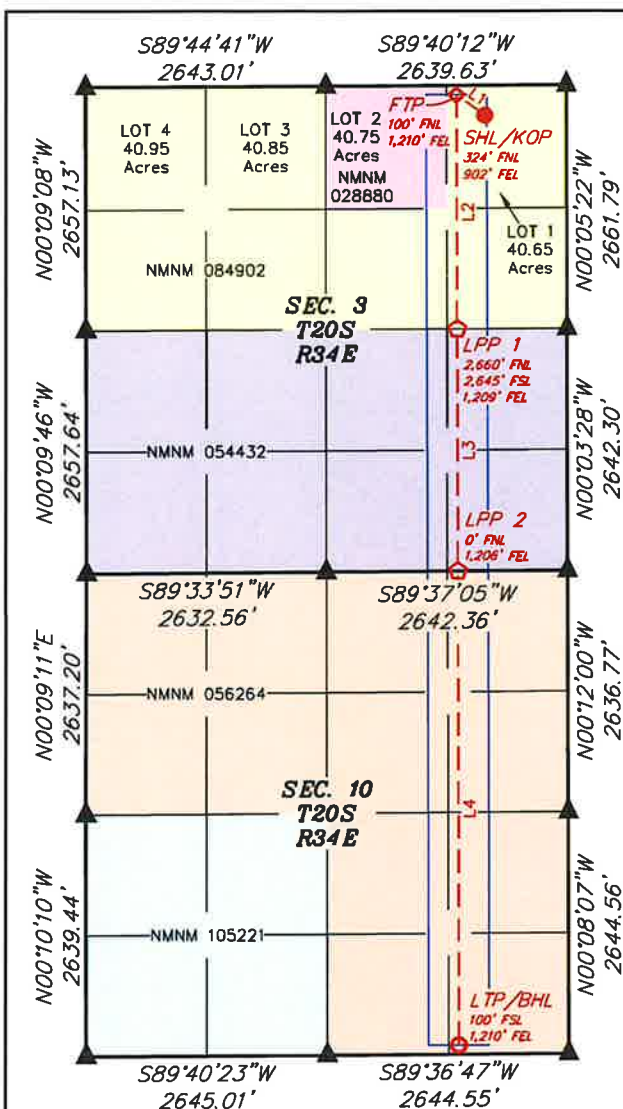 S89°44'41"W
2643.01'
S89°40'12"W
2639.63'
N00°09'08"W
2657.13'
LOT 4
40.95
Acres
LOT 3
40.85
Acres
LOT 2
40.75
Acres
NMNM
028880
FTP
100' FNL
1,210' FEL
L1
SHL/KOP
324' FNL
902' FEL
L2
LOT 1
40.65
Acres
N00°05'22"W
2661.79'
NMNM 084902
SEC. 3
T20S
R34E
LPP 1
2,660' FNL
2,645' FSL
1,209' FEL
N00°09'46"W
2657.64'
NMNM 054432
L3
N00°03'28"W
2642.30'
LPP 2
0' FNL
1,206' FEL
S89°33'51"W
2632.56'
S89°37'05"W
2642.36'
N00°09'11"E
2637.20'
NMNM 056264
N00°12'00"W
2636.77'
SEC. 10
T20S
R34E
L4
N00°10'10"W
2639.44'
NMNM 105221
N00°08'07"W
2644.56'
LTP/BHL
100' FSL
1,210' FEL
S89°40'23"W
2645.01'
S89°36'47"W
2644.55'